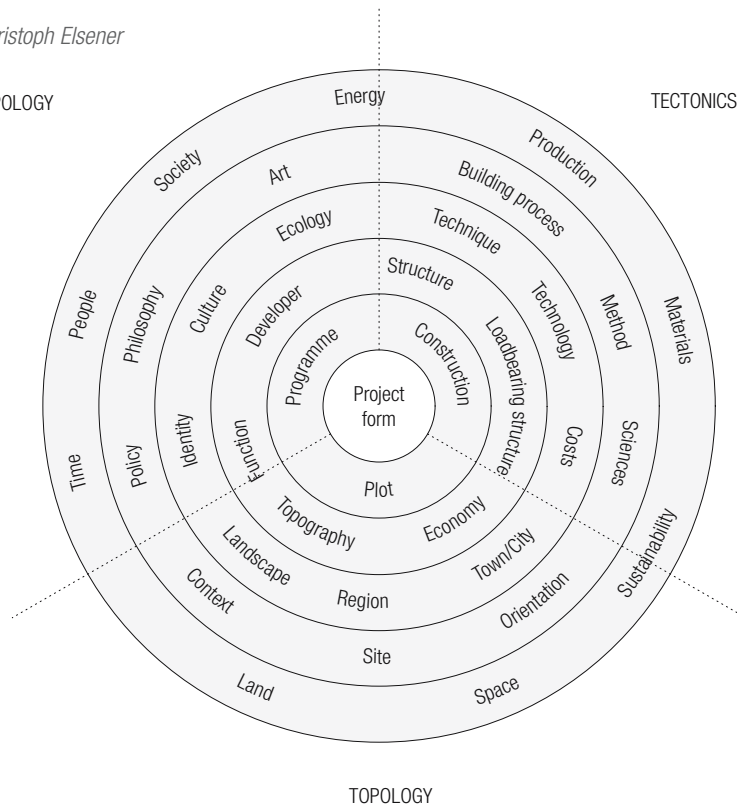 ristoph Elsener
OLOGY
TECTONICS
Energy
Society
Production
Art
Building process
Ecology
Technique
People
Philosophy
Culture
Developer
Structure
Technology
Method
Materials
Programme
Construction
Loadbearing structure
Project
form
Time
Policy
Identity
Function
Costs
Sciences
Plot
Topography
Economy
Landscape
Town/City
Sustainability
Context
Region
Orientation
Site
Land
Space
TOPOLOGY